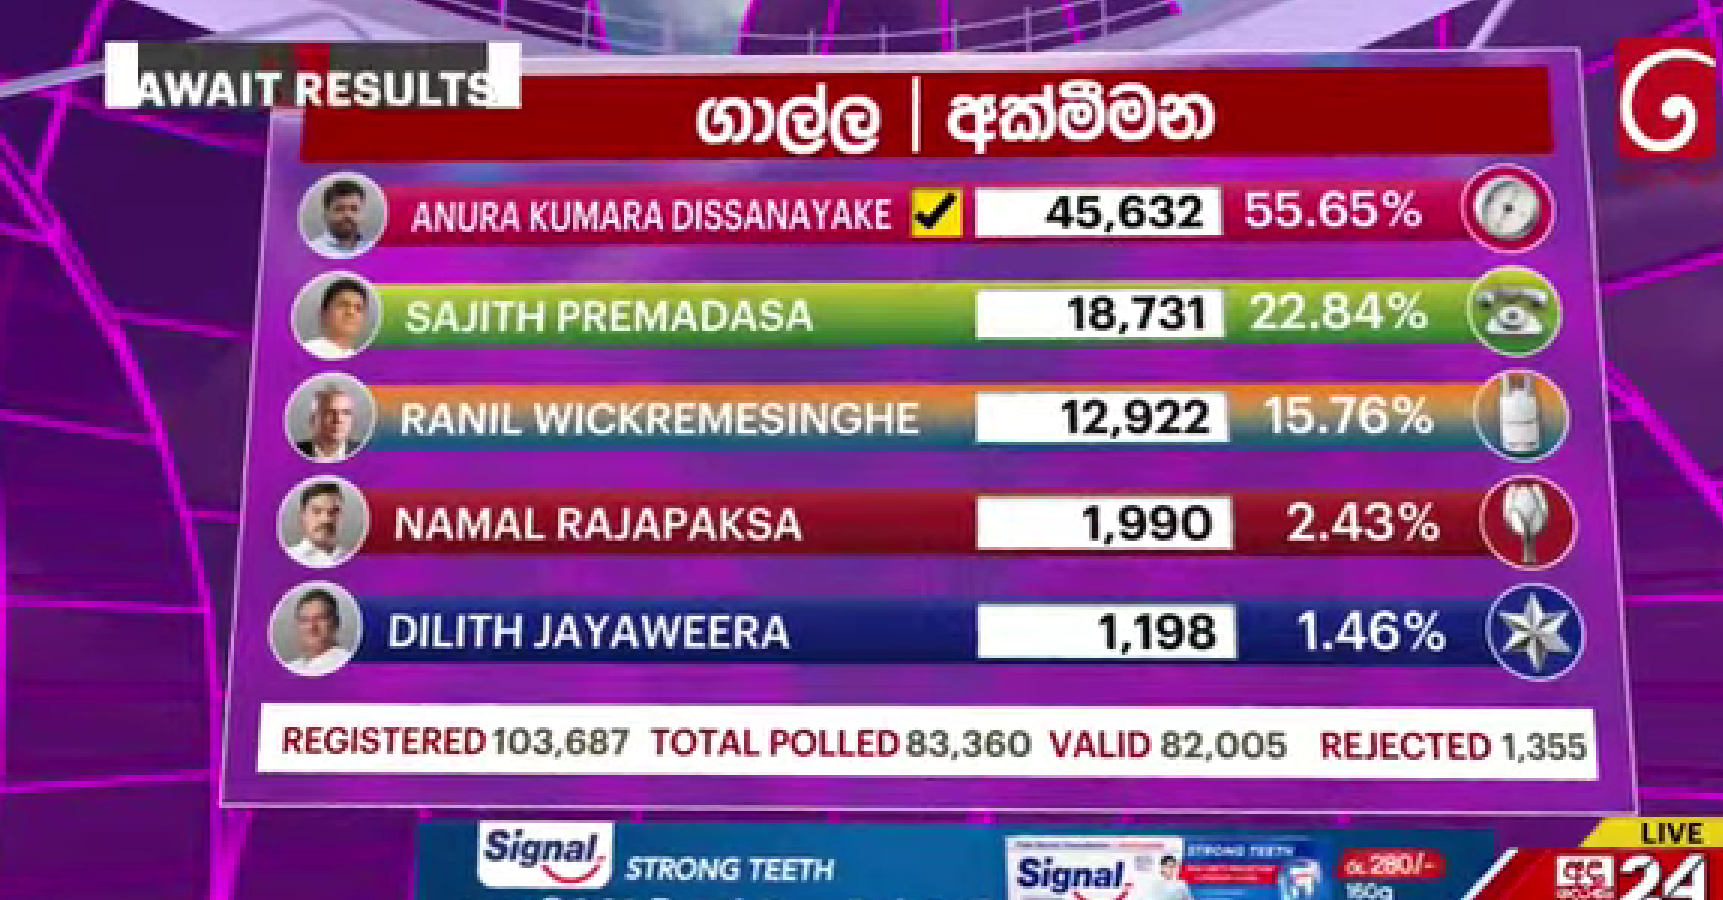 AWAIT RESULTS
ගාල්ල | අක්මීමන
ANURA KUMARA DISSANAYAKE 45,632 55.65%
SAJITH PREMADASA 18,731 22.84%
RANIL WICKREMESINGHE 12,922 15.76%
NAMAL RAJAPAKSA 1,990 2.43%
DILITH JAYAWEERA 1,198 1.46%
REGISTERED 103,687 TOTAL POLLED 83,360 VALID 82,005 REJECTED 1,355
LIVE
Signal STRONG TEETH
Signal STRONG TEETH
රු. 280/-
160g
24